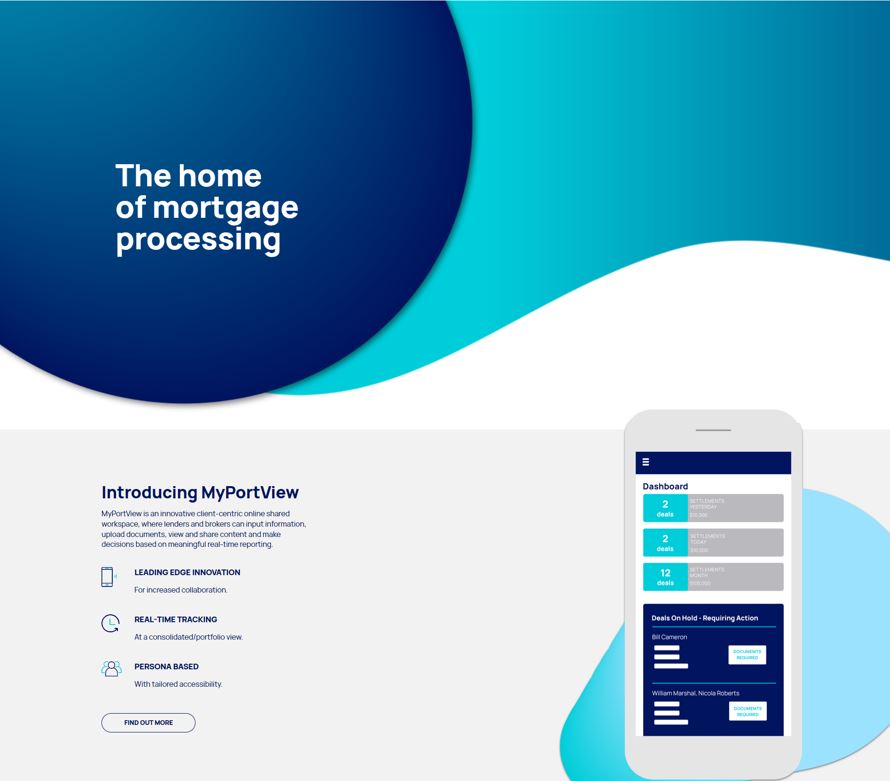 The home
of mortgage
processing
Introducing MyPortView
MyPortView is an innovative client-centric online shared
workspace, where lenders and brokers can input information,
upload documents, view and share content and make
decisions based on meaningful real-time reporting.
LEADING EDGE INNOVATION
For increased collaboration.
REAL-TIME TRACKING
At a consolidated/portfolio view.
PERSONA BASED
With tailored accessibility.
FIND OUT MORE
Dashboard
2
deals
SETTLEMENTS
YESTERDAY
2
deals
SETTLEMENTS
TODAY
12
deals
SETTLEMENTS
MONTH
Deals On Hold - Requiring Action
Bill Cameron
DOCUMENTS
REQUIRED
William Marshal, Nicola Roberts
DOCUMENTS
REQUIRED